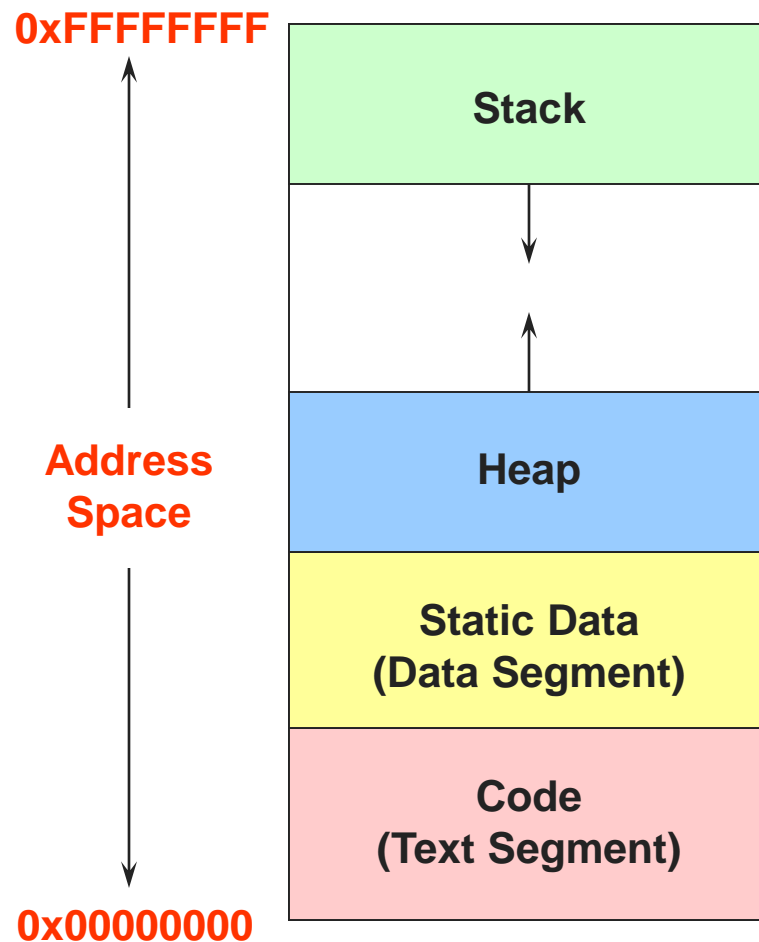 0xFFFFFFFF
Stack
Heap
Address
Space
Static Data
(Data Segment)
Code
(Text Segment)
0x00000000